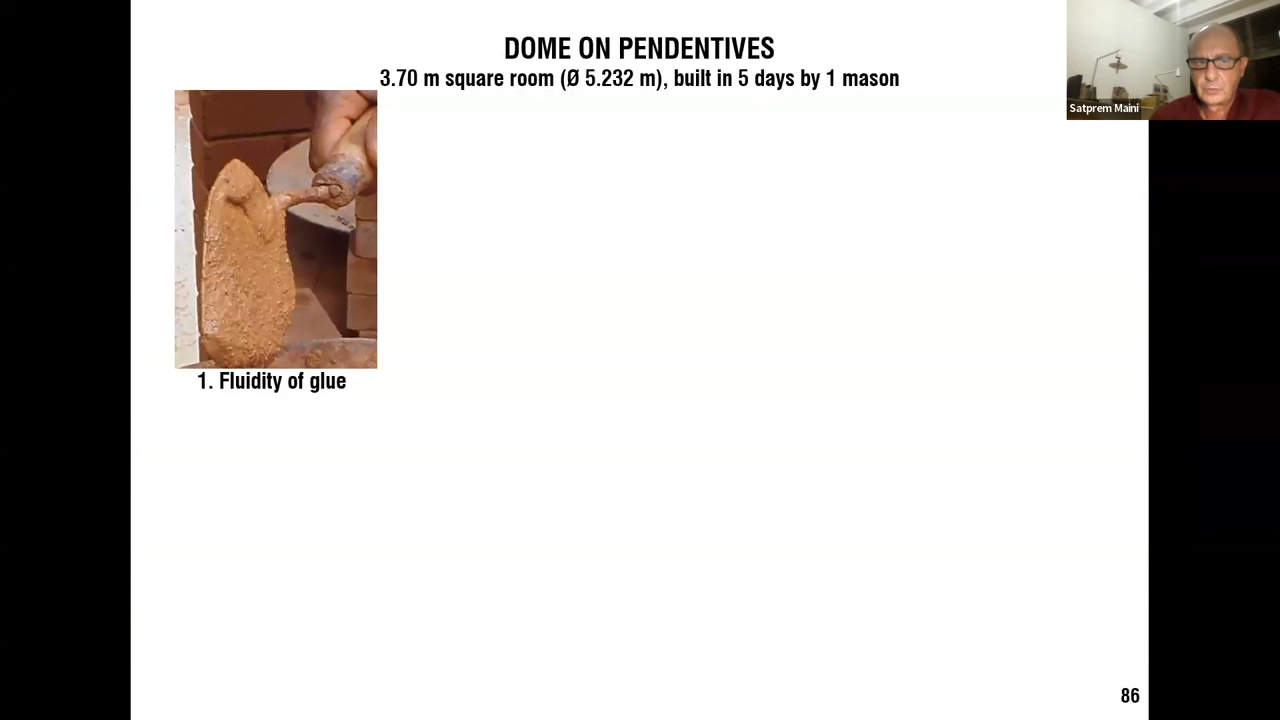 DOME ON PENDENTIVES
3.70 m square room (Ø 5.232 m), built in 5 days by 1 mason
Satprem Maini
1. Fluidity of glue
86